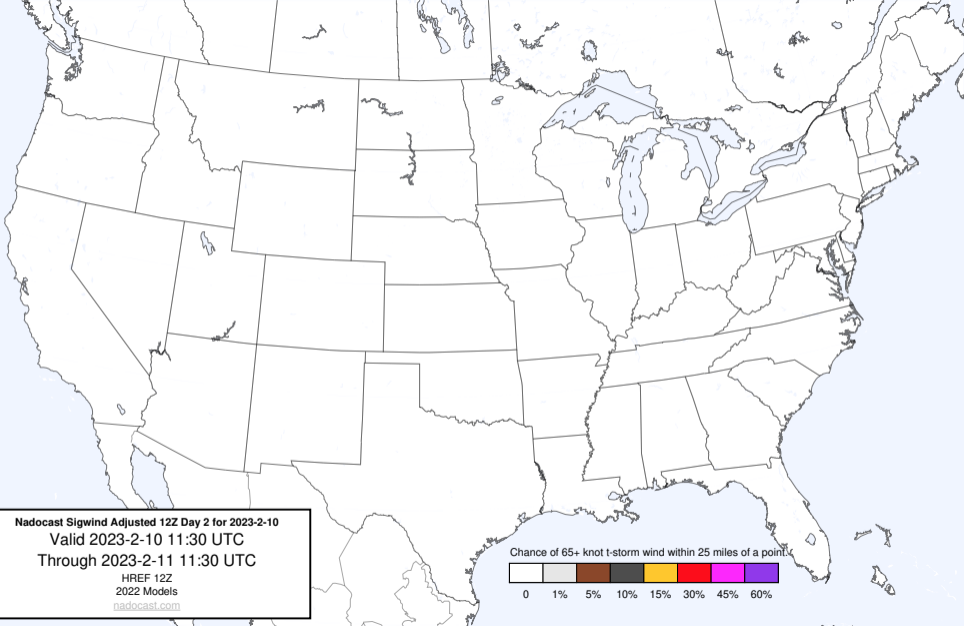 Nadocast Sigwind Adjusted 12Z Day 2 for 2023-2-10
Valid 2023-2-10 11:30 UTC
Through 2023-2-11 11:30 UTC
HREF 12Z
2022 Models
nadocast.com
Chance of 65+ knot t-storm wind within 25 miles of a point.
0 1% 5% 10% 15% 30% 45% 60%